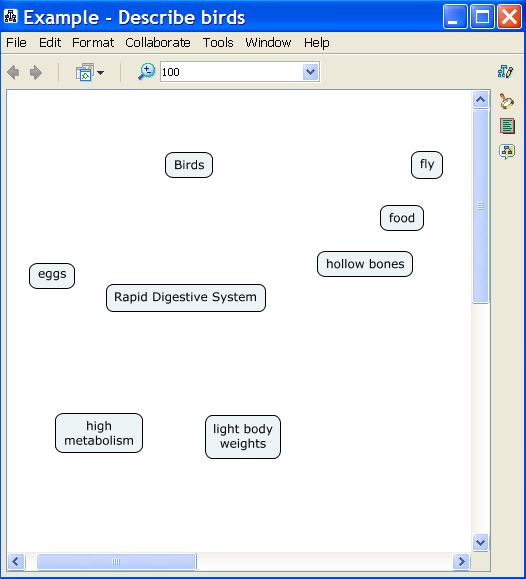 Example - Describe birds
File Edit Format Collaborate Tools Window Help
100
Birds
fly
food
hollow bones
eggs
Rapid Digestive System
high
metabolism
light body
weights